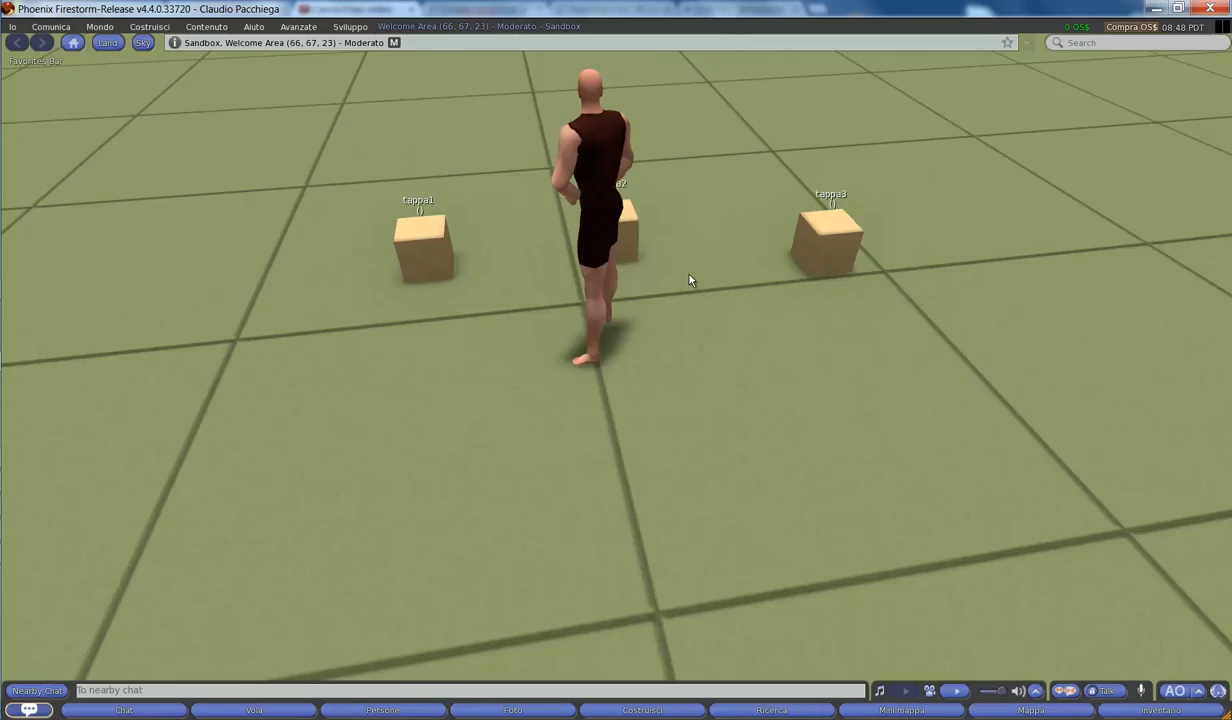 Phoenix Firestorm-Release v4.4.0.33720 - Claudio Pacchiega
Io Comunica Mondo Costruisci Contenuto Aiuto Avanzate Sviluppo Welcome Area (66, 67, 23) - Moderato - Sandbox 0 OS$ Compra OS$ 08:48 PDT
Land Sky Sandbox, Welcome Area (66, 67, 23) - Moderato M Search
Favorites Bar
a2
tappa3
()
tappa1
()
Nearby Chat To nearby chat Talk AO
Chat Vola Persone Foto Costruisci Ricerca Mini mappa Mappa Inventario